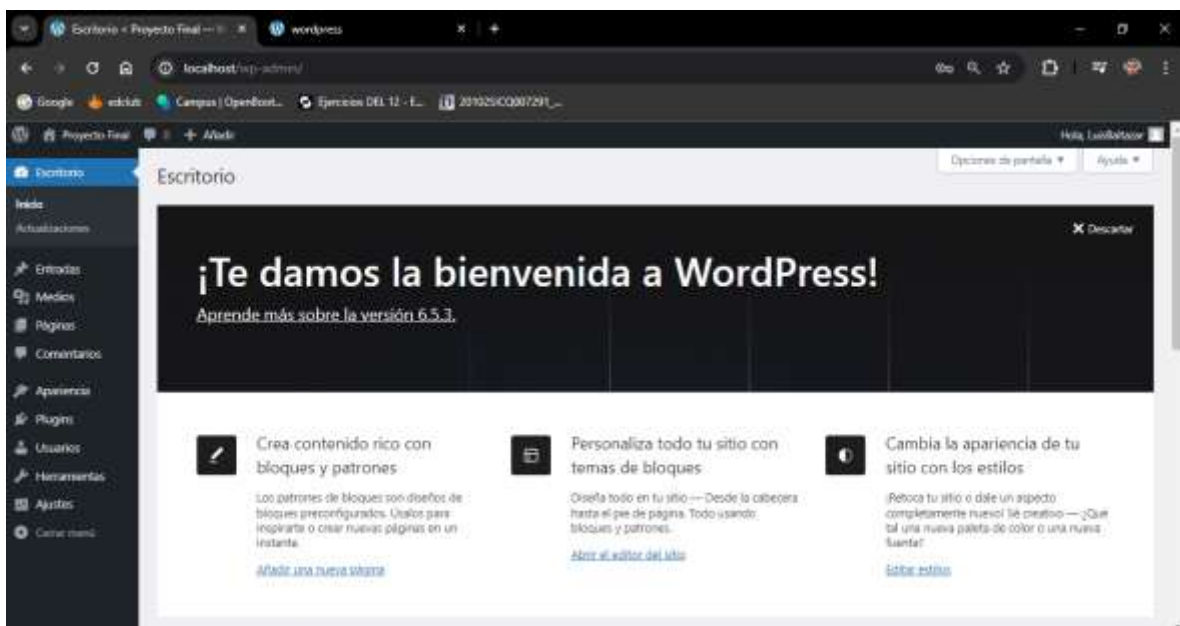 Escritorio < Proyecto Final —
wordpress
localhost/wp-admin/
Google
edclub
Campus | OpenBoot...
Ejercicios DEL 12 - E...
Proyecto Final
Añadir
Hola, LuisBaltazar
Opciones de pantalla
Ayuda
Escritorio
Inicio
Actualizaciones
Entradas
Medios
Páginas
Comentarios
Apariencia
Plugins
Usuarios
Herramientas
Ajustes
Cerrar menú
Escritorio
Descartar
¡Te damos la bienvenida a WordPress!
Aprende más sobre la versión 6.5.3.
Crea contenido rico con
bloques y patrones
Los patrones de bloques son diseños de
bloques preconfigurados. Úsalos para
inspirarte o crear nuevas páginas en un
instante.
Añadir una nueva página
Personaliza todo tu sitio con
temas de bloques
Diseña todo en tu sitio — Desde la cabecera
hasta el pie de página. Todo usando
bloques y patrones.
Abrir el editor del sitio
Cambia la apariencia de tu
sitio con los estilos
¡Retoca tu sitio o dale un aspecto
completamente nuevo! Sé creativo — ¿Qué
tal una nueva paleta de color o una nueva
fuente?
Editar estilos